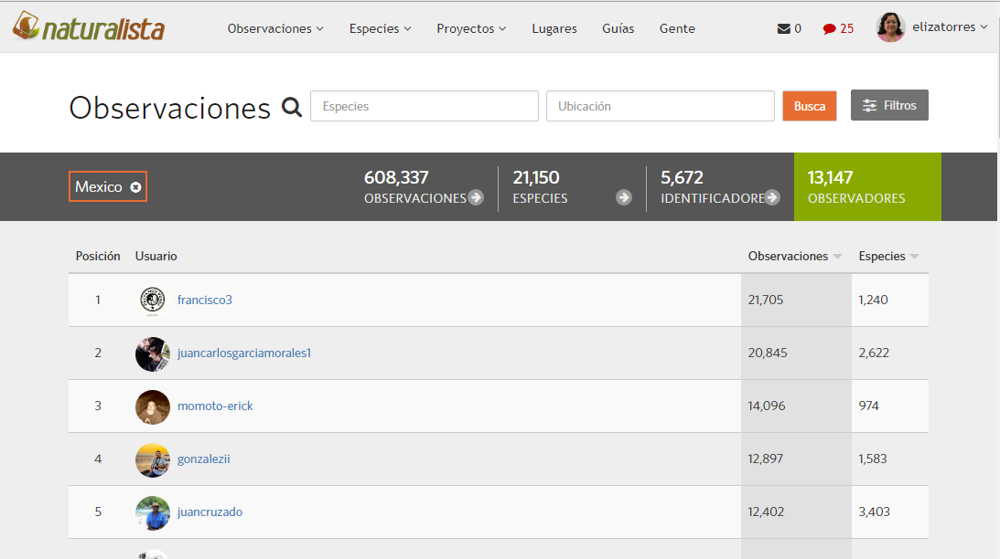 naturalista Observaciones Especies Proyectos Lugares Guías Gente 0 25 elizatorres
Observaciones Especies Ubicación Busca Filtros
Mexico
608,337 21,150 5,672 13,147
OBSERVACIONES ESPECIES IDENTIFICADORE OBSERVADORES
Posición Usuario Observaciones Especies
1 francisco3 21,705 1,240
2 juancarlosgarciamorales1 20,845 2,622
3 momoto-erick 14,096 974
4 gonzalezii 12,897 1,583
5 juancruzado 12,402 3,403